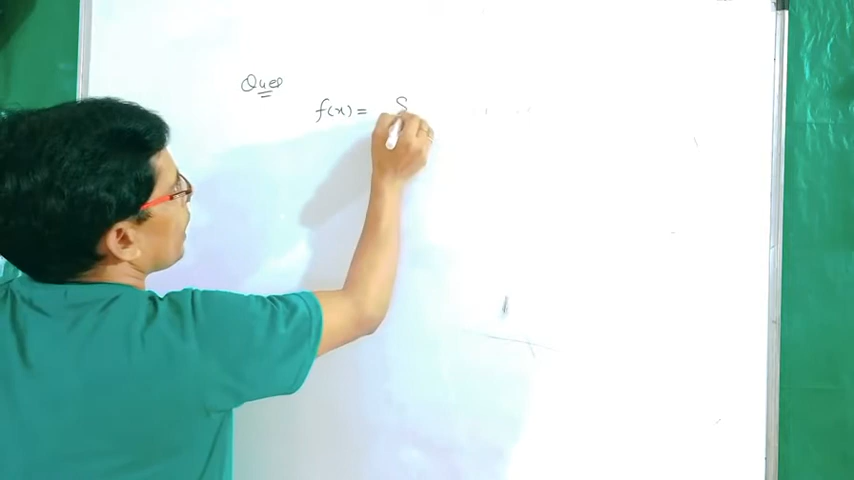 Ques
f(x) = S